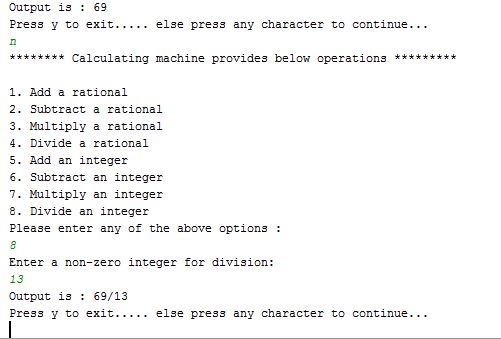 Output is : 69
Press y to exit..... else press any character to continue...
n
******** Calculating machine provides below operations *********
1. Add a rational
2. Subtract a rational
3. Multiply a rational
4. Divide a rational
5. Add an integer
6. Subtract an integer
7. Multiply an integer
8. Divide an integer
Please enter any of the above options :
8
Enter a non-zero integer for division:
13
Output is : 69/13
Press y to exit..... else press any character to continue...